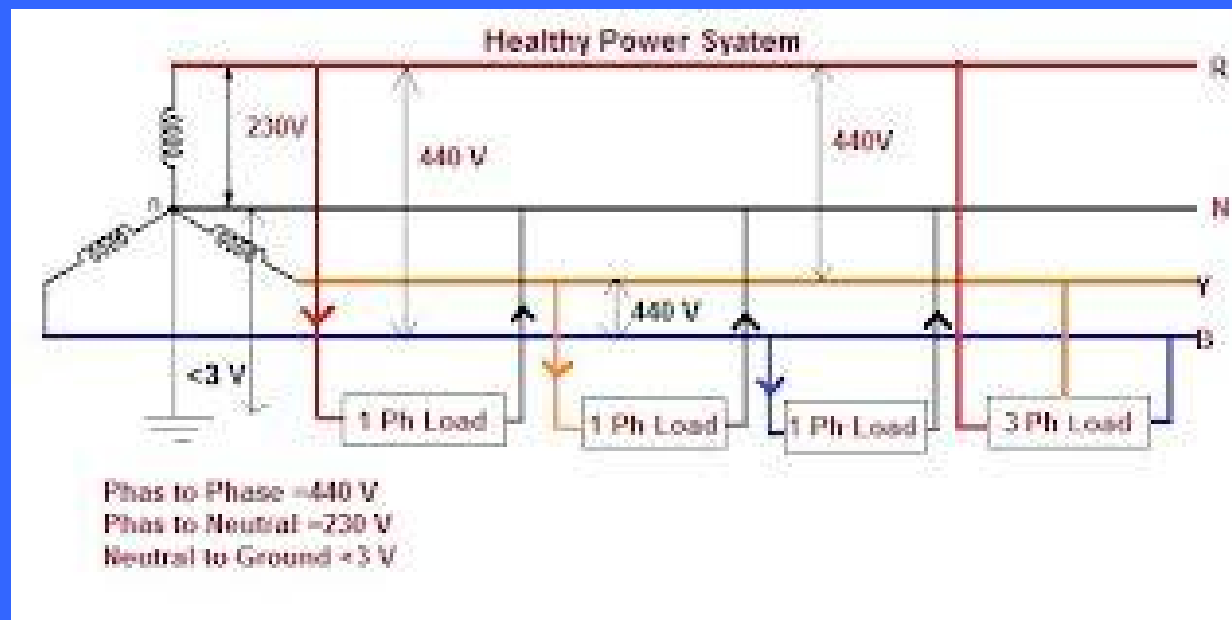 Healthy Power Syatem
R
230V
440 V
440V
n
N
Y
440 V
B
<3 V
1 Ph Load
1 Ph Load
1 Ph Load
3 Ph Load
Phas to Phase =440 V
Phas to Neutral =230 V
Neutral to Ground <3 V